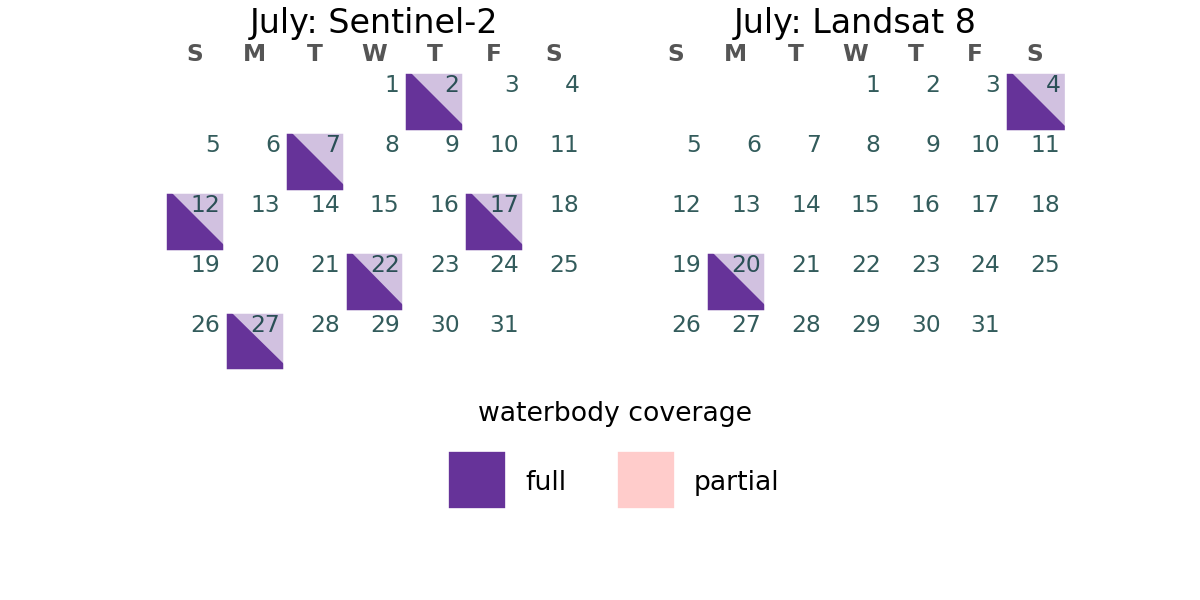 July: Sentinel-2
S M T W T F S
1 2 3 4
5 6 7 8 9 10 11
12 13 14 15 16 17 18
19 20 21 22 23 24 25
26 27 28 29 30 31
July: Landsat 8
S M T W T F S
1 2 3 4
5 6 7 8 9 10 11
12 13 14 15 16 17 18
19 20 21 22 23 24 25
26 27 28 29 30 31
waterbody coverage
full partial